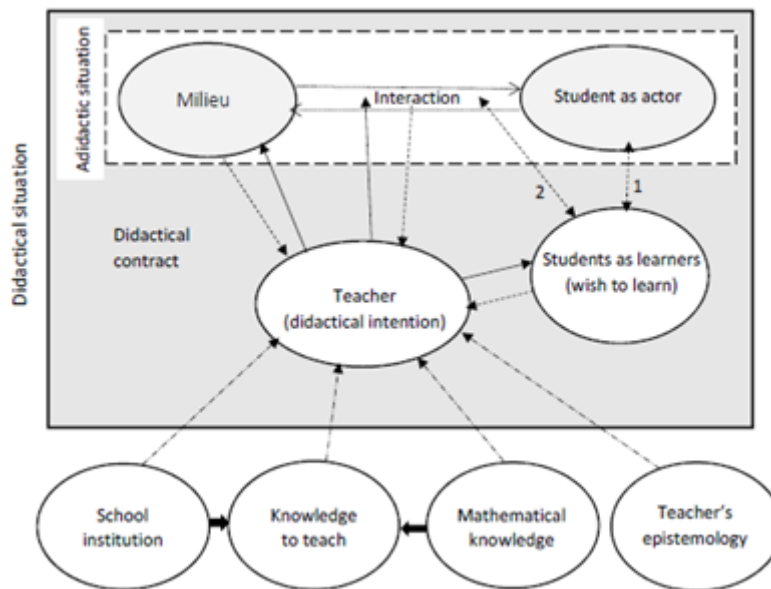 Didactical situation
Adidactic situation
Milieu
Interaction
Student as actor
2
1
Didactical
contract
Students as learners
(wish to learn)
Teacher
(didactical intention)
School
institution
Knowledge
to teach
Mathematical
knowledge
Teacher's
epistemology